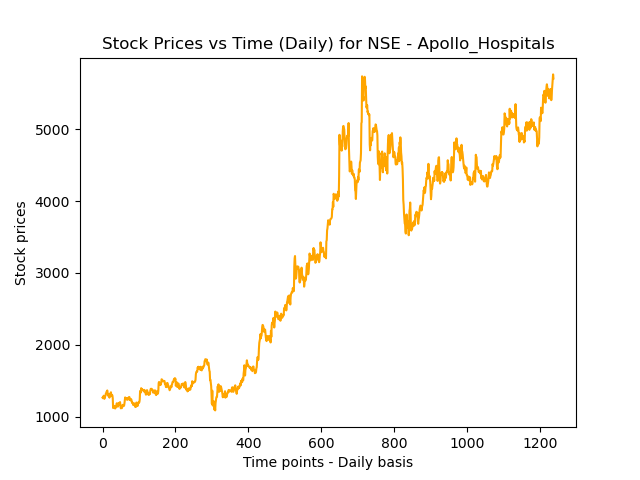 Stock Prices vs Time (Daily) for NSE - Apollo_Hospitals
Stock prices
5000
4000
3000
2000
1000
0 200 400 600 800 1000 1200
Time points - Daily basis